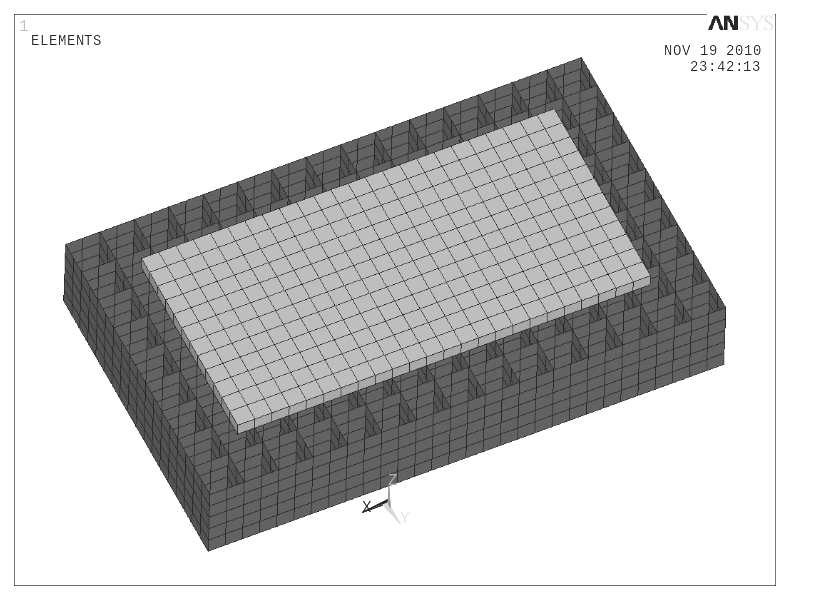 1
ELEMENTS
ANSYS
NOV 19 2010
23:42:13
Z
X
Y